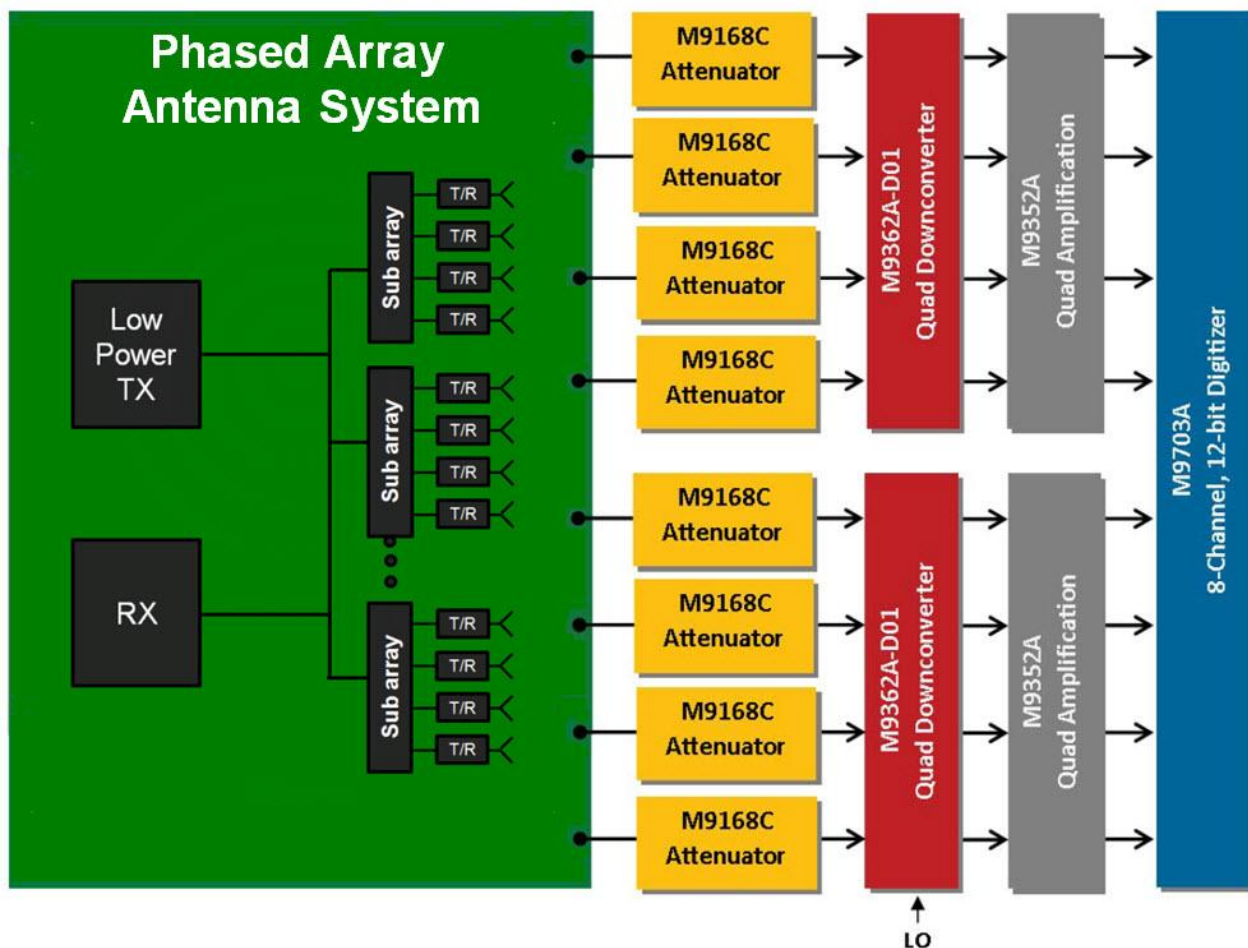 Phased Array
Antenna System
Low
Power
TX
RX
Sub array
T/R
T/R
T/R
T/R
Sub array
T/R
T/R
T/R
T/R
Sub array
T/R
T/R
T/R
T/R
M9168C
Attenuator
M9168C
Attenuator
M9168C
Attenuator
M9168C
Attenuator
M9168C
Attenuator
M9168C
Attenuator
M9168C
Attenuator
M9168C
Attenuator
M9362A-D01
Quad Downconverter
M9362A-D01
Quad Downconverter
LO
M9352A
Quad Amplification
M9352A
Quad Amplification
M9703A
8-Channel, 12-bit Digitizer